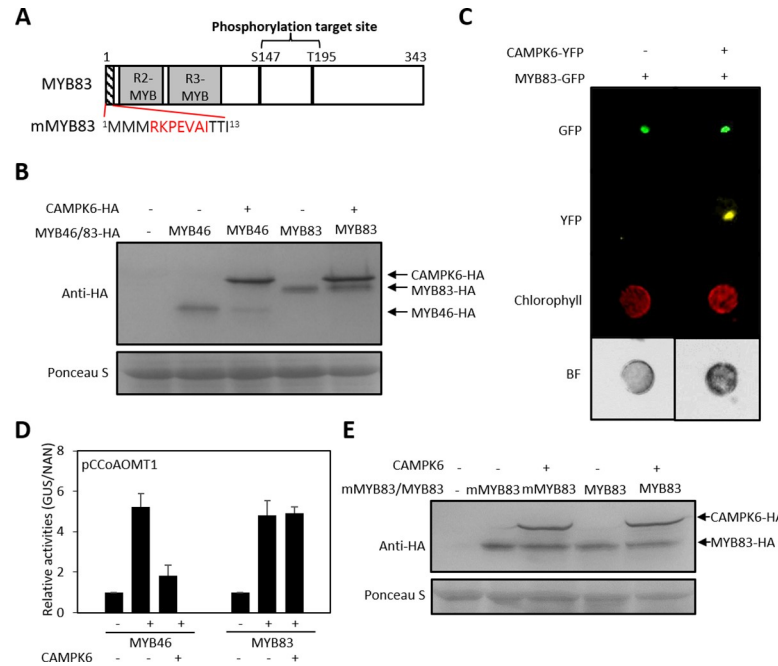 A
Phosphorylation target site
1 S147 T195 343
MYB83
R2-
MYB
R3-
MYB
mMYB83 1MMMRKPEVAITTI13
B
CAMPK6-HA - - + - +
MYB46/83-HA - MYB46 MYB46 MYB83 MYB83
Anti-HA
CAMPK6-HA
MYB83-HA
MYB46-HA
Ponceau S
C
CAMPK6-YFP - +
MYB83-GFP + +
GFP
YFP
Chlorophyll
BF
D
Relative activities (GUS/NAN)
pCCoAOMT1
8
6
4
2
0
- + + - + +
MYB46 MYB83
CAMPK6 - - + - - +
E
CAMPK6 - - + - +
mMYB83/MYB83 - mMYB83 mMYB83 MYB83 MYB83
Anti-HA
CAMPK6-HA
MYB83-HA
Ponceau S